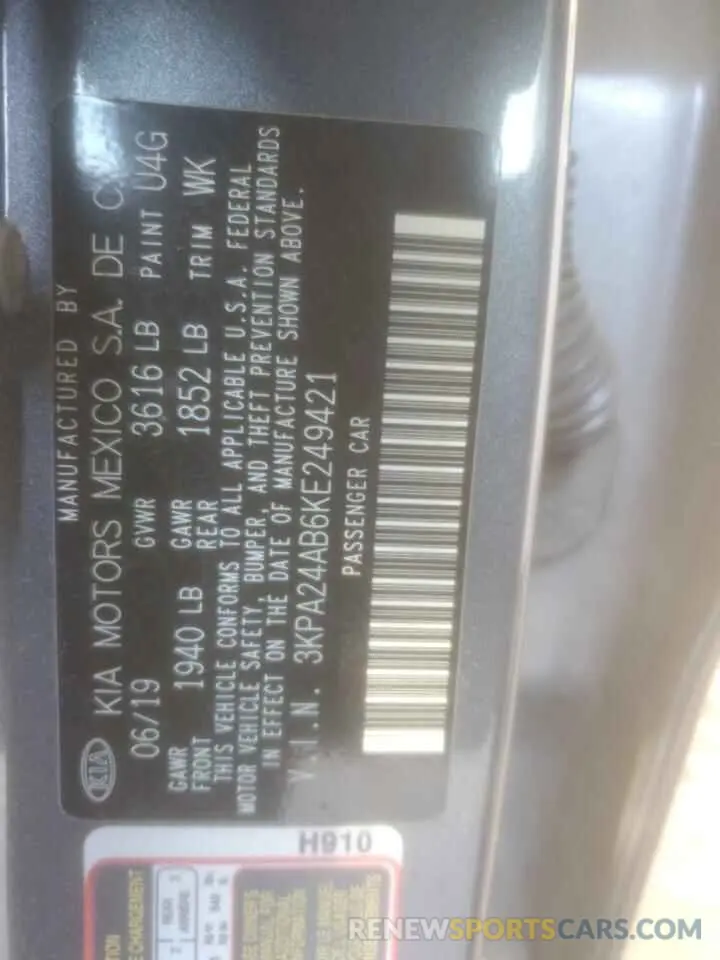 MANUFACTURED BY
KIA KIA MOTORS MEXICO S.A. DE C.
06/19 GVWR 3616 LB PAINT U4G
GAWR FRONT 1940 LB GAWR REAR 1852 LB TRIM WK
THIS VEHICLE CONFORMS TO ALL APPLICABLE U.S.A. FEDERAL
MOTOR VEHICLE SAFETY, BUMPER, AND THEFT PREVENTION STANDARDS
IN EFFECT ON THE DATE OF MANUFACTURE SHOWN ABOVE.
V.I.N. 3KPA24AB6KE249421
PASSENGER CAR
H910
CHARGEMENT
RENEWSPORTSCARS.COM